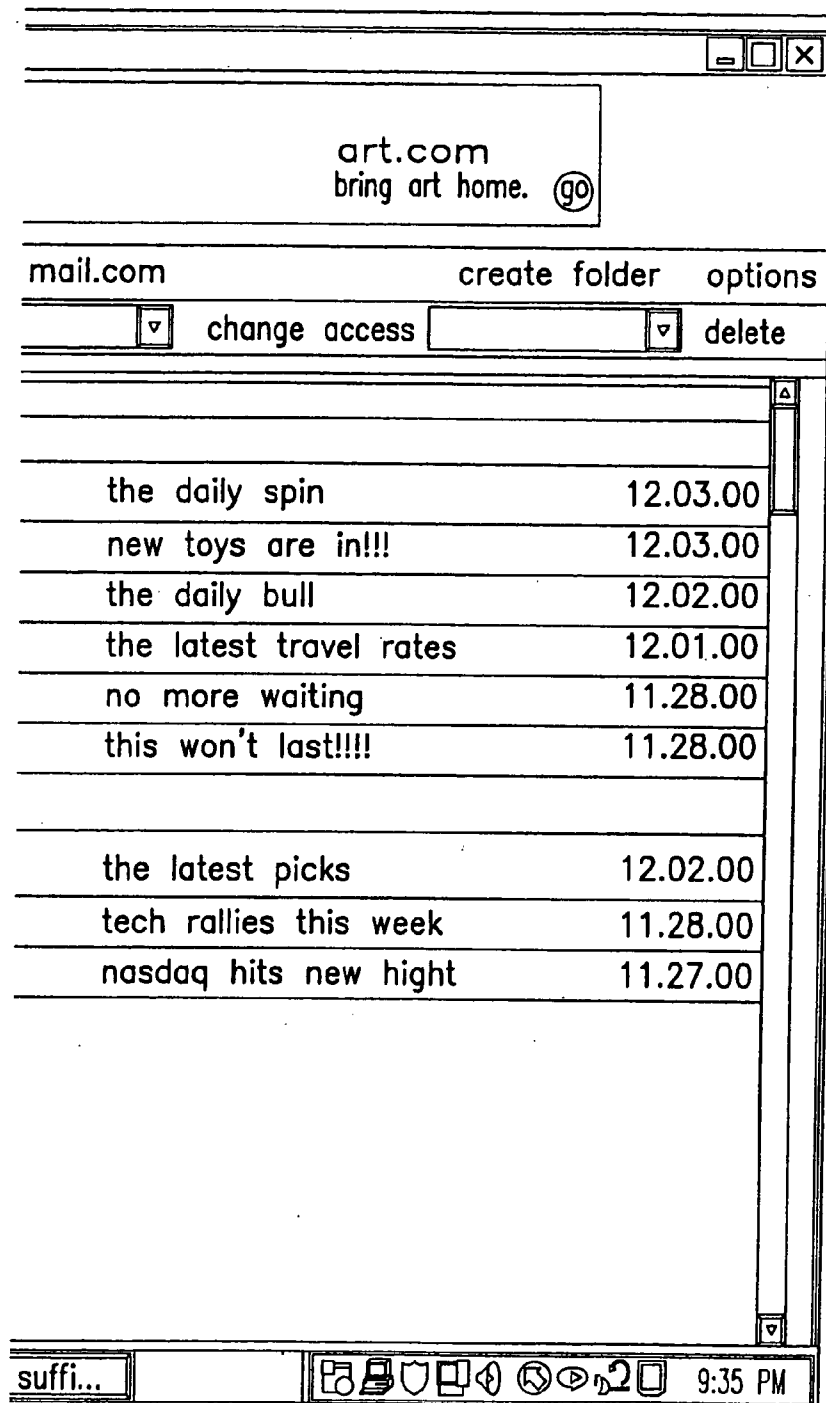 art.com
bring art home. go
mail.com create folder options
change access delete
the daily spin 12.03.00
new toys are in!!! 12.03.00
the daily bull 12.02.00
the latest travel rates 12.01.00
no more waiting 11.28.00
this won't last!!!! 11.28.00
the latest picks 12.02.00
tech rallies this week 11.28.00
nasdaq hits new hight 11.27.00
suffi... 9:35 PM